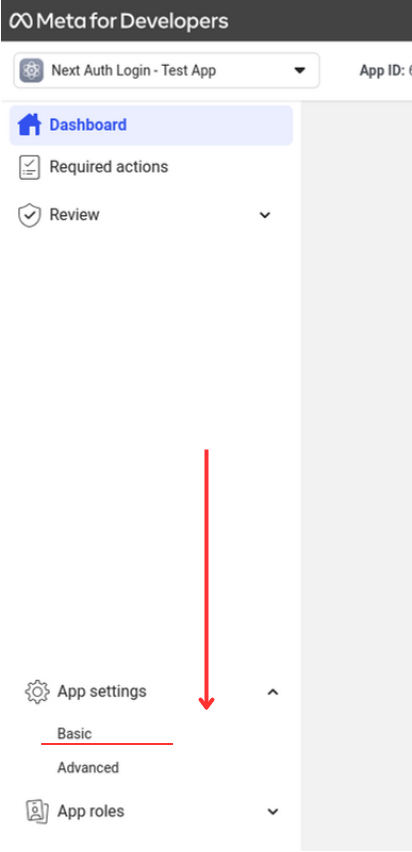 Meta for Developers
Next Auth Login - Test App
App ID:
Dashboard
Required actions
Review
App settings
Basic
Advanced
App roles